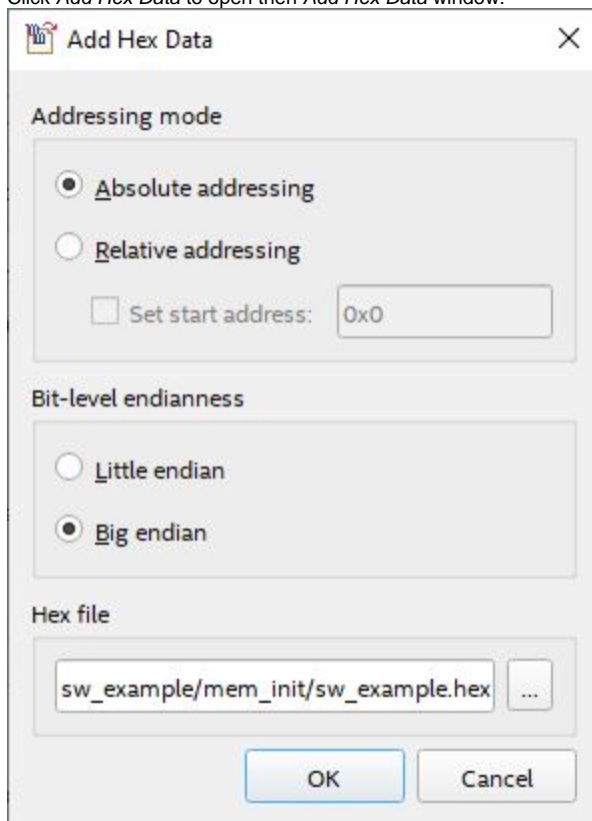 Click Add Hex Data to open then Add Hex Data window.
Add Hex Data
Addressing mode
Absolute addressing
Relative addressing
Set start address: 0x0
Bit-level endianness
Little endian
Big endian
Hex file
sw_example/mem_init/sw_example.hex ...
OK Cancel